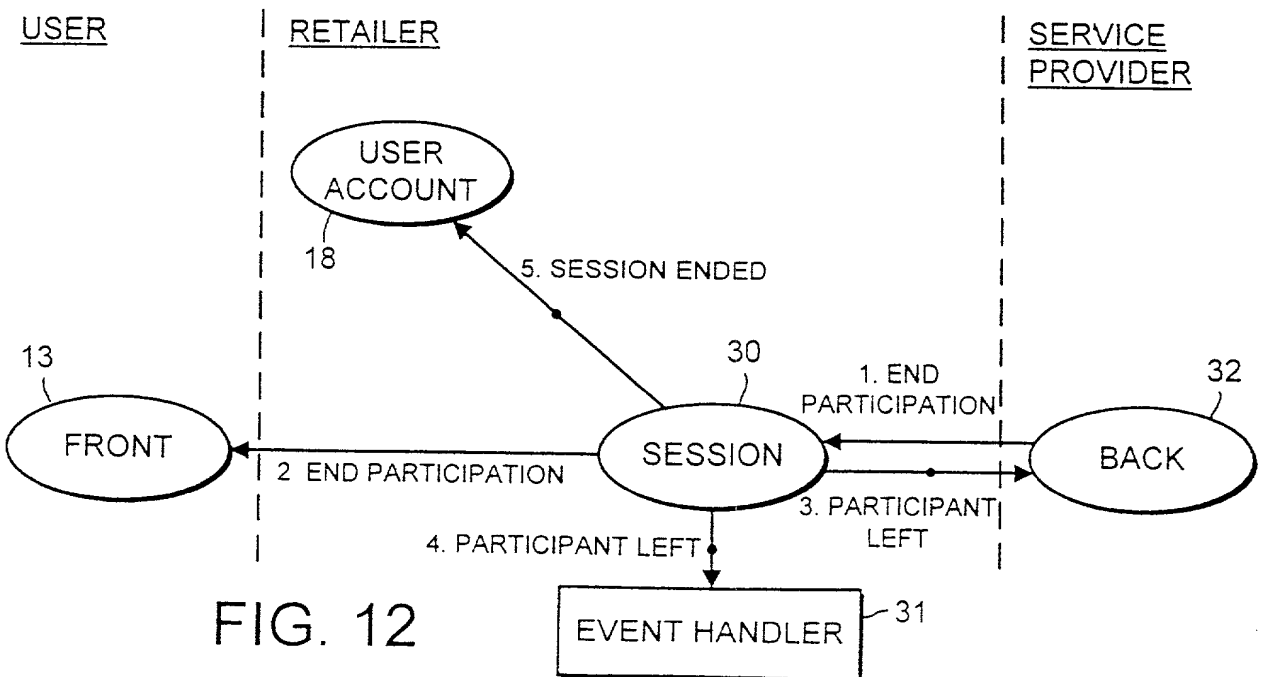 USER
RETAILER
SERVICE
PROVIDER
USER
ACCOUNT
18
5. SESSION ENDED
13
30
1. END
PARTICIPATION
32
FRONT
SESSION
BACK
2 END PARTICIPATION
3. PARTICIPANT
LEFT
4. PARTICIPANT LEFT
31
EVENT HANDLER
FIG. 12